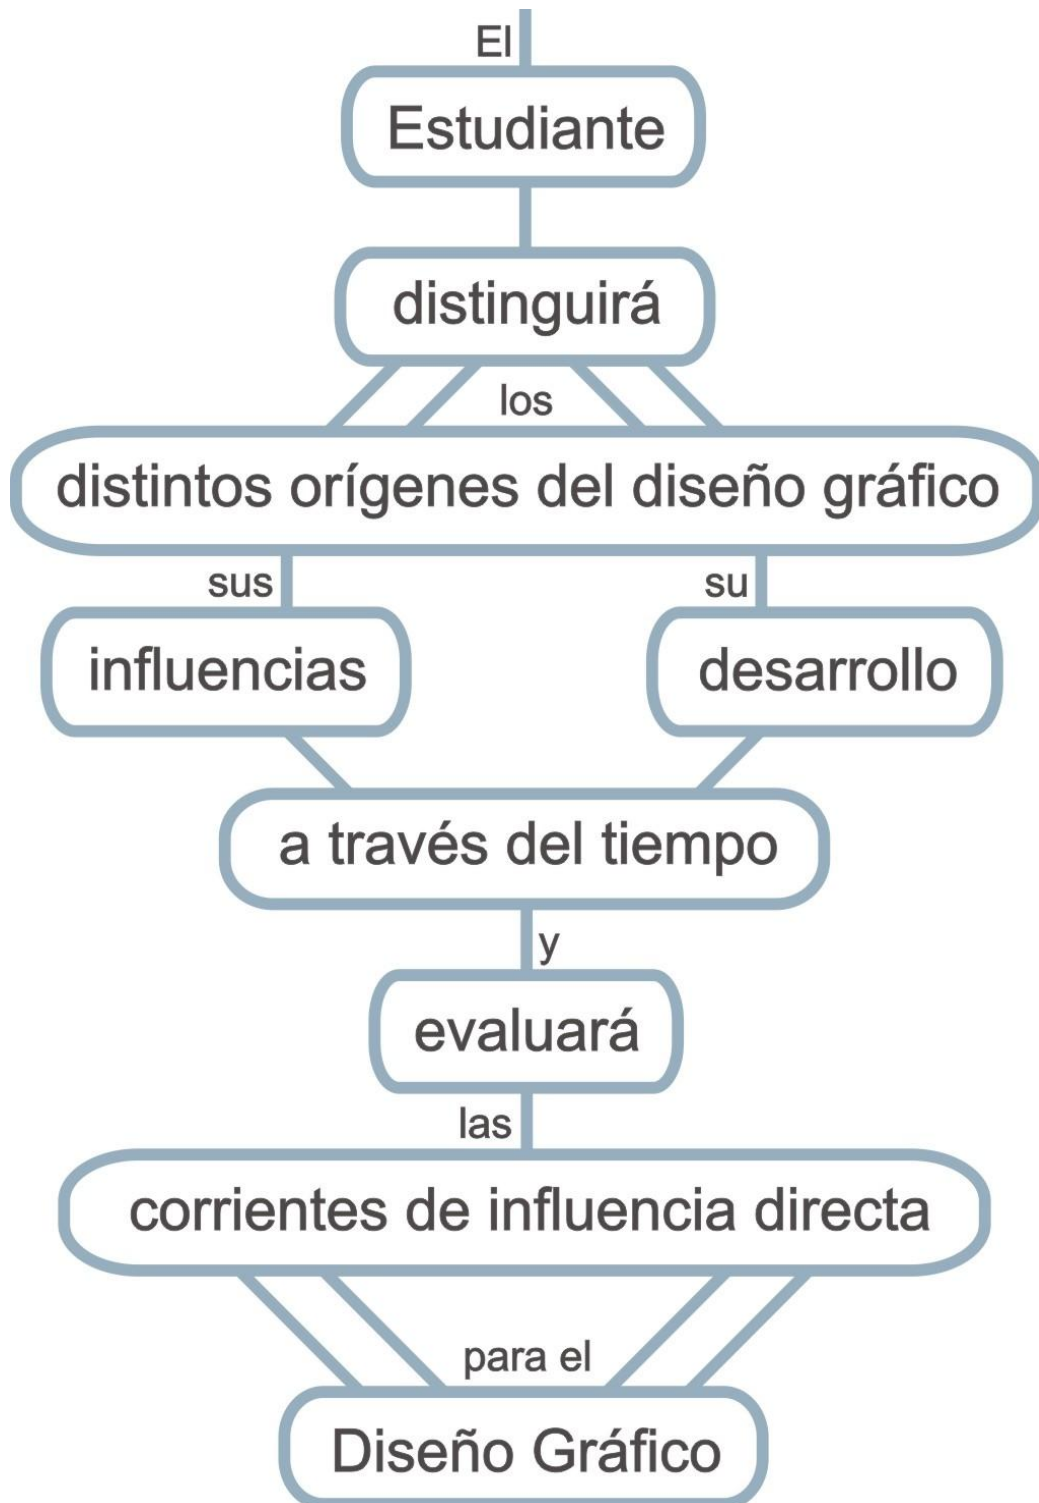 El
Estudiante
distinguirá
los
distintos orígenes del diseño gráfico
sus
su
influencias
desarrollo
a través del tiempo
y
evaluará
las
corrientes de influencia directa
para el
Diseño Gráfico